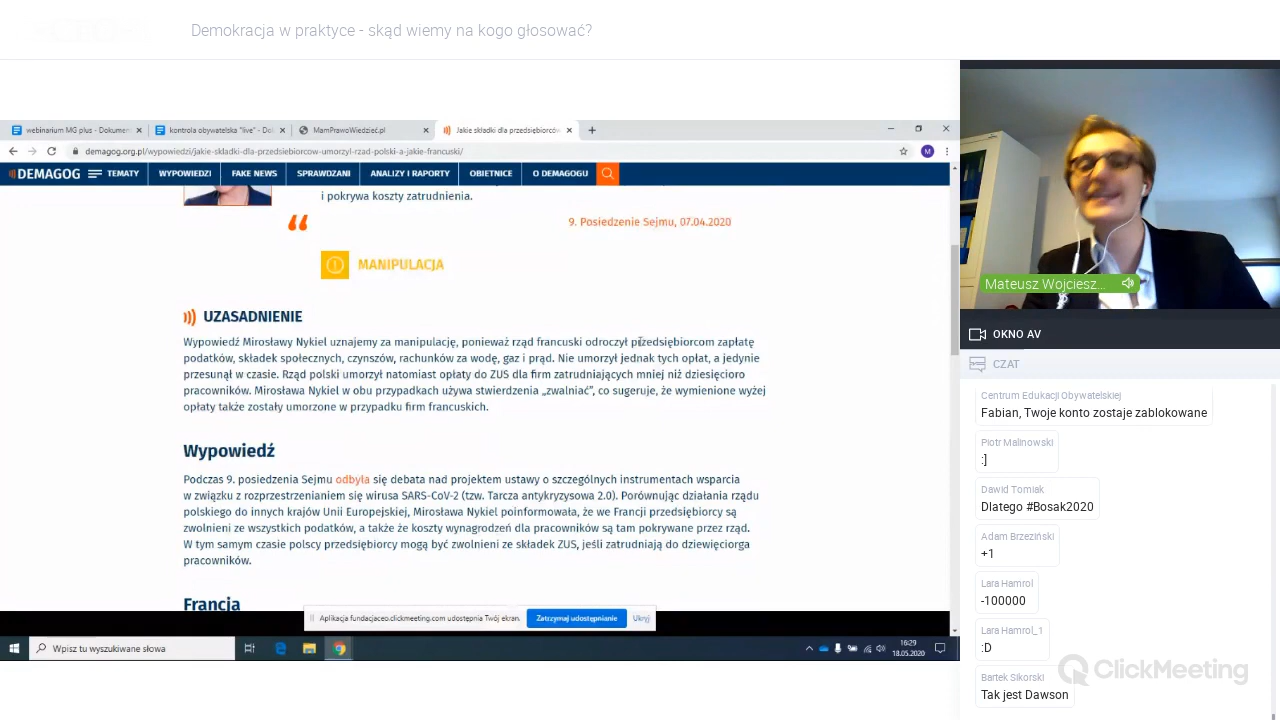 Demokracja w praktyce - skąd wiemy na kogo głosować?
webinarium MG plus - Dokumen
kontrola obywatelska "live" - Do
MamPrawoWiedzieć.pl
Jakie składki dla przedsiębiorców
demagog.org.pl/wypowiedzi/jakie-skladki-dla-przedsiebiorcow-umorzyl-rzad-polski-a-jakie-francuski/
M
DEMAGOG TEMATY WYPOWIEDZI FAKE NEWS SPRAWDZAMI ANALIZY I RAPORTY OBIETNICE O DEMAGOGU
i pokrywa koszty zatrudnienia.
9. Posiedzenie Sejmu, 07.04.2020
MANIPULACJA
UZASADNIENIE
Wypowiedź Mirosławy Nykiel uznajemy za manipulację, ponieważ rząd francuski odroczył przedsiębiorcom zapłatę
podatków, składek społecznych, czynszów, rachunków za wodę, gaz i prąd. Nie umorzył jednak tych opłat, a jedynie
przesunął w czasie. Rząd polski umorzył natomiast opłaty do ZUS dla firm zatrudniających mniej niż dziesięcioro
pracowników. Mirosława Nykiel w obu przypadkach używa stwierdzenia „zwalniać”, co sugeruje, że wymienione wyżej
opłaty także zostały umorzone w przypadku firm francuskich.
Wypowiedź
Podczas 9. posiedzenia Sejmu odbyła się debata nad projektem ustawy o szczególnych instrumentach wsparcia
w związku z rozprzestrzenianiem się wirusa SARS-CoV-2 (tzw. Tarcza antykryzysowa 2.0). Porównując działania rządu
polskiego do innych krajów Unii Europejskiej, Mirosława Nykiel poinformowała, że we Francji przedsiębiorcy są
zwolnieni ze wszystkich podatków, a także że koszty wynagrodzeń dla pracowników są tam pokrywane przez rząd.
W tym samym czasie polscy przedsiębiorcy mogą być zwolnieni ze składek ZUS, jeśli zatrudniają do dziewięciorga
pracowników.
Francja
Aplikacja fundacjaceo.clickmeeting.com udostępnia Twój ekran.
Zatrzymaj udostępnianie
Ukryj
Wpisz tu wyszukiwane słowa
16:29
18.05.2020
Mateusz Wojciesz...
OKNO AV
CZAT
Centrum Edukacji Obywatelskiej
Fabian, Twoje konto zostaje zablokowane
Piotr Malinowski
:]
Dawid Tomiak
Dlatego #Bosak2020
Adam Brzeziński
+1
Lara Hamrol
-100000
Lara Hamrol_1
:D
Bartek Sikorski
Tak jest Dawson
ClickMeeting